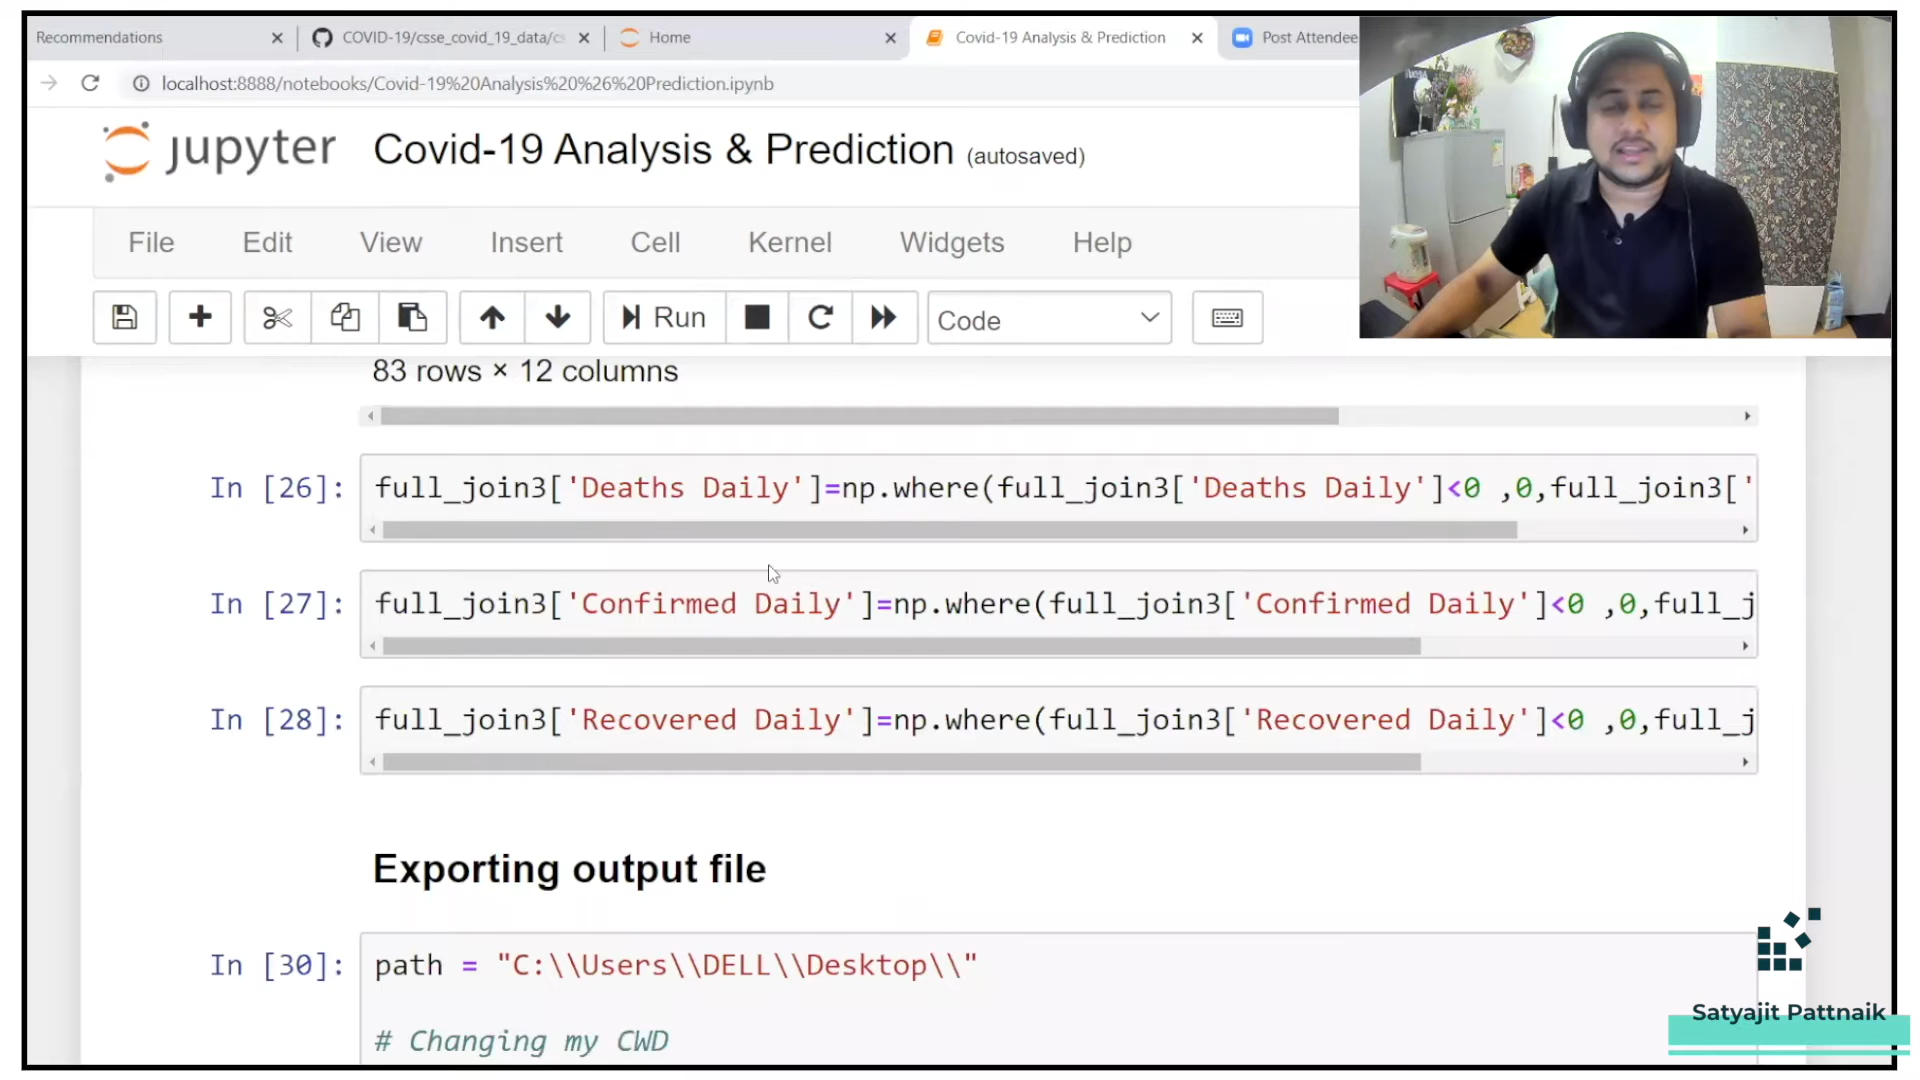 Recommendations
COVID-19/csse_covid_19_data/cs
Home
Covid-19 Analysis & Prediction
Post Attendee
localhost:8888/notebooks/Covid-19%20Analysis%20%26%20Prediction.ipynb
jupyter Covid-19 Analysis & Prediction (autosaved)
File Edit View Insert Cell Kernel Widgets Help
Run Code
83 rows × 12 columns
In [26]: full_join3['Deaths Daily']=np.where(full_join3['Deaths Daily']<0 ,0,full_join3['
In [27]: full_join3['Confirmed Daily']=np.where(full_join3['Confirmed Daily']<0 ,0,full_j
In [28]: full_join3['Recovered Daily']=np.where(full_join3['Recovered Daily']<0 ,0,full_j
Exporting output file
In [30]: path = "C:\\Users\\DELL\\Desktop\\"
# Changing my CWD
Satyajit Pattnaik